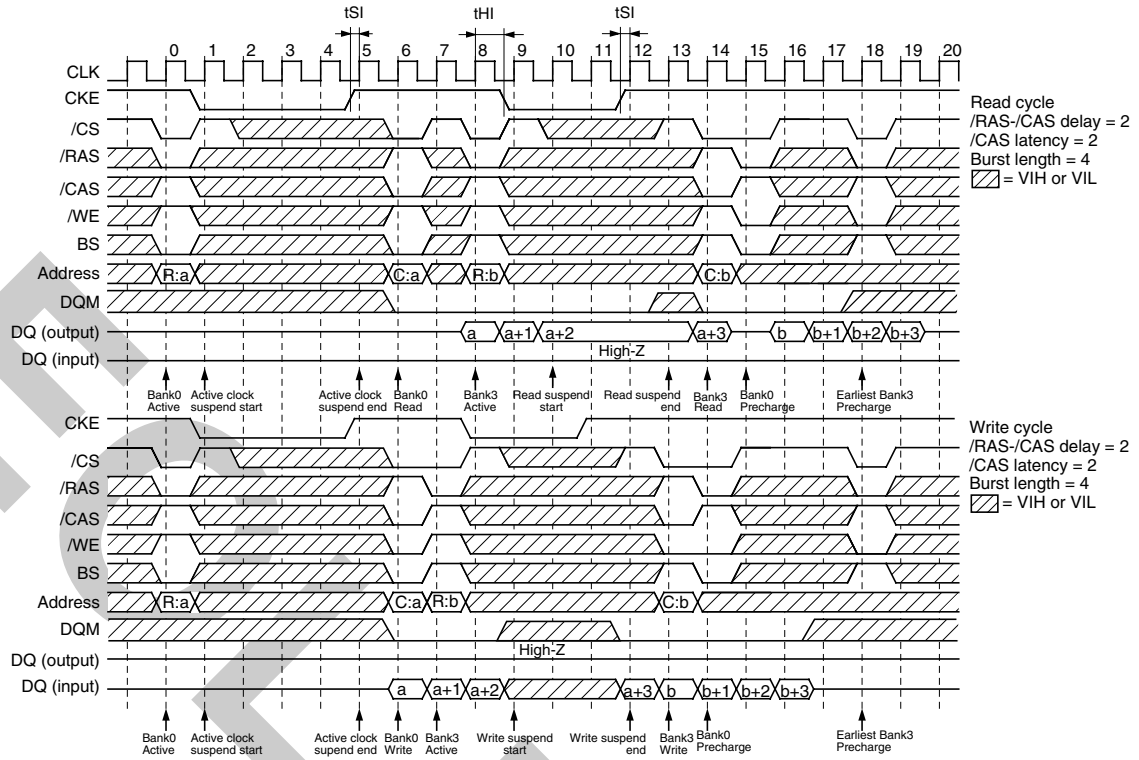 tSI tHI tSI
0 1 2 3 4 5 6 7 8 9 10 11 12 13 14 15 16 17 18 19 20
CLK
CKE
/CS
/RAS
/CAS
/WE
BS
Address R:a C:a R:b C:b
DQM
DQ (output) a a+1 a+2 a+3 b b+1 b+2 b+3
High-Z
DQ (input)
Bank0 Active
Active clock suspend start
Active clock suspend end
Bank0 Read
Bank3 Active
Read suspend start
Read suspend end
Bank3 Read
Bank0 Precharge
Earliest Bank3 Precharge
Read cycle
/RAS-/CAS delay = 2
/CAS latency = 2
Burst length = 4
= VIH or VIL
CKE
/CS
/RAS
/CAS
/WE
BS
Address R:a C:a R:b C:b
DQM
High-Z
DQ (output)
DQ (input) a a+1 a+2 a+3 b b+1 b+2 b+3
Bank0 Active
Active clock suspend start
Active clock supend end
Bank0 Write
Bank3 Active
Write suspend start
Write suspend end
Bank3 Write
Bank0 Precharge
Earliest Bank3 Precharge
Write cycle
/RAS-/CAS delay = 2
/CAS latency = 2
Burst length = 4
= VIH or VIL